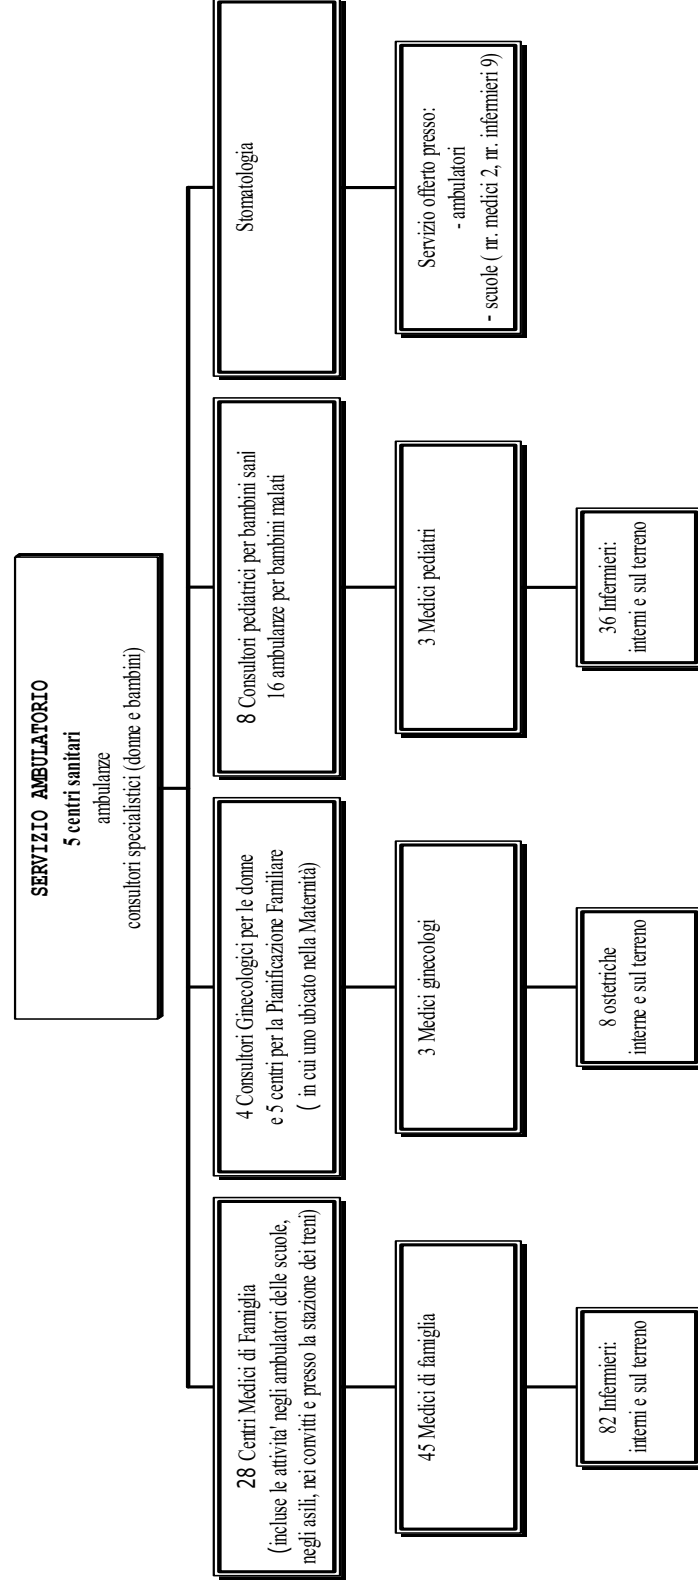 SERVIZIO AMBULATORIO
5 centri sanitari
ambulanze
consultori specialistici (donne e bambini)
28 Centri Medici di Famiglia
(incluse le attivita' negli ambulatori delle scuole,
negli asili, nei convitti e presso la stazione dei treni)
45 Medici di famiglia
82 Infermieri:
interni e sul terreno
4 Consultori Ginecologici per le donne
e 5 centri per la Pianificazione Familiare
( in cui uno ubicato nella Maternità)
3 Medici ginecologi
8 ostetriche
interne e sul terreno
8 Consultori pediatrici per bambini sani
16 ambulanze per bambini malati
3 Medici pediatri
36 Infermieri:
interni e sul terreno
Stomatologia
Servizio offerto presso:
- ambulatori
- scuole ( nr. medici 2, nr. infermieri 9)